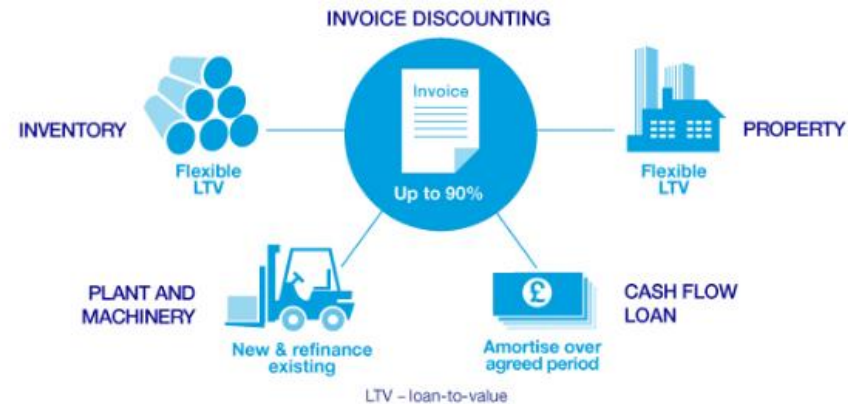 INVOICE DISCOUNTING
Invoice
Up to 90%
INVENTORY
Flexible
LTV
PROPERTY
Flexible
LTV
PLANT AND
MACHINERY
New & refinance
existing
£
Amortise over
agreed period
CASH FLOW
LOAN
LTV – loan-to-value